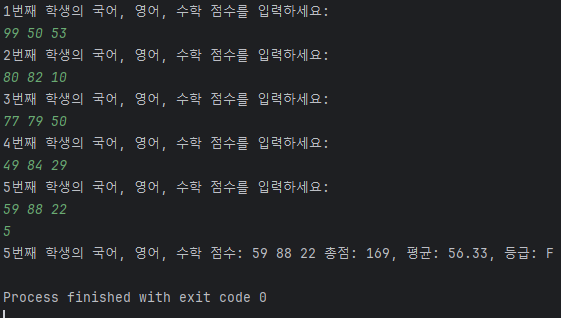 1번째 학생의 국어, 영어, 수학 점수를 입력하세요:
99 50 53
2번째 학생의 국어, 영어, 수학 점수를 입력하세요:
80 82 10
3번째 학생의 국어, 영어, 수학 점수를 입력하세요:
77 79 50
4번째 학생의 국어, 영어, 수학 점수를 입력하세요:
49 84 29
5번째 학생의 국어, 영어, 수학 점수를 입력하세요:
59 88 22
5
5번째 학생의 국어, 영어, 수학 점수: 59 88 22 총점: 169, 평균: 56.33, 등급: F
Process finished with exit code 0